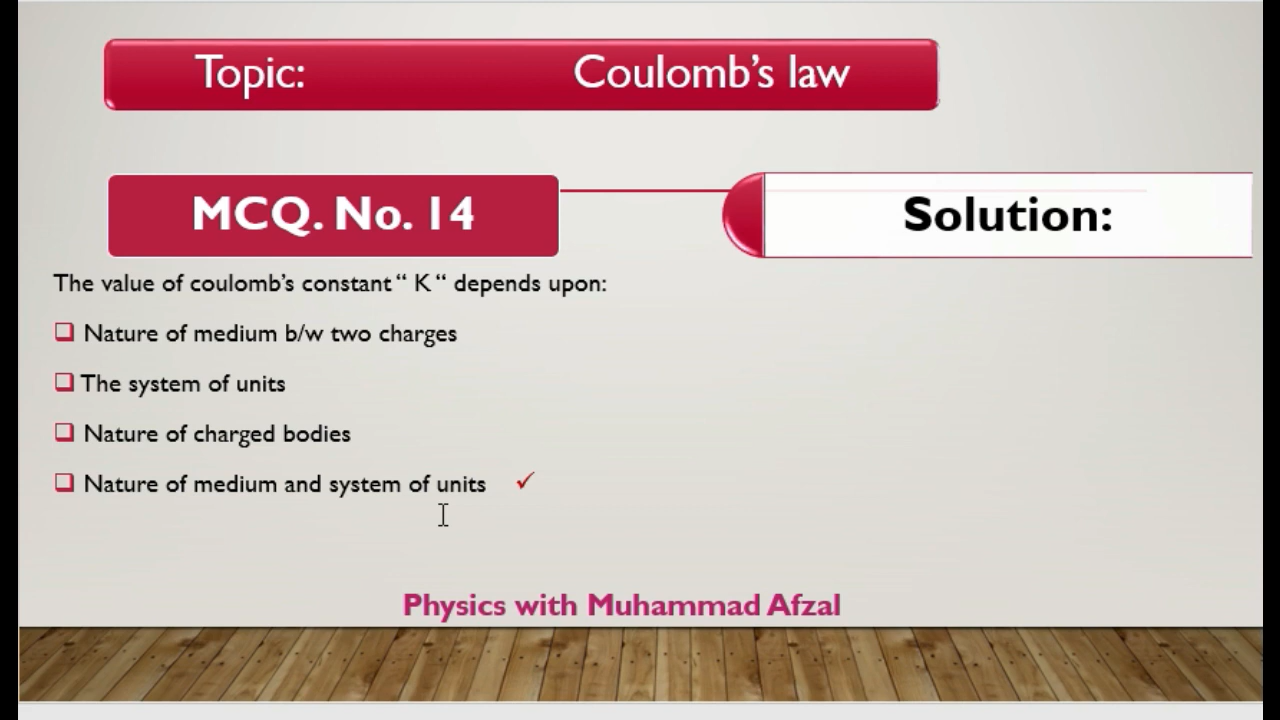 Topic: Coulomb's law
MCQ. No. 14
Solution:
The value of coulomb's constant “ K “ depends upon:
Nature of medium b/w two charges
The system of units
Nature of charged bodies
Nature of medium and system of units ✓
Physics with Muhammad Afzal